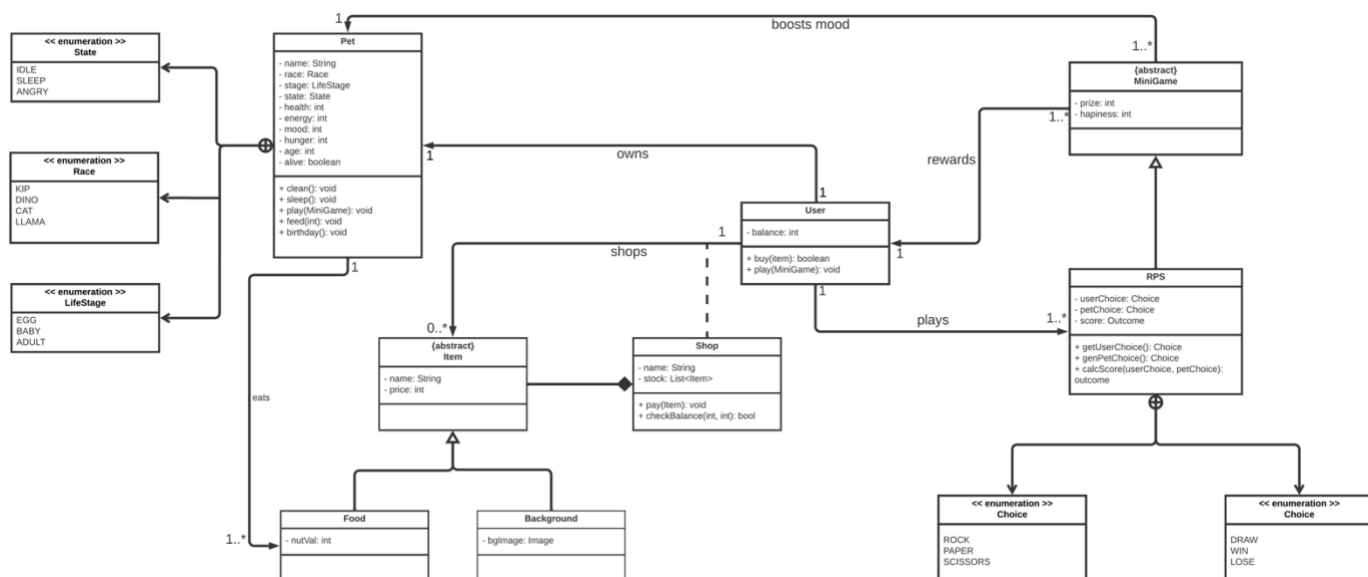 boosts mood
1
1..*
<< enumeration >>
State
IDLE
SLEEP
ANGRY
<< enumeration >>
Race
KIP
DINO
CAT
LLAMA
<< enumeration >>
LifeStage
EGG
BABY
ADULT
Pet
- name: String
- race: Race
- stage: LifeStage
- state: State
- health: int
- energy: int
- mood: int
- hunger: int
- age: int
- alive: boolean
+ clean(): void
+ sleep(): void
+ play(MiniGame): void
+ feed(int): void
+ birthday(): void
1
owns
1
{abstract}
MiniGame
- prize: int
- hapiness: int
1..*
rewards
1
User
- balance: int
+ buy(item): boolean
+ play(MiniGame): void
1
shops
0..*
1
plays
1..*
1
eats
1..*
{abstract}
Item
- name: String
- price: int
Shop
- name: String
- stock: List<Item>
+ pay(Item): void
+ checkBalance(int, int): bool
RPS
- userChoice: Choice
- petChoice: Choice
- score: Outcome
+ getUserChoice(): Choice
+ genPetChoice(): Choice
+ calcScore(userChoice, petChoice):
outcome
Food
- nutVal: int
Background
- bgImage: Image
<< enumeration >>
Choice
ROCK
PAPER
SCISSORS
<< enumeration >>
Choice
DRAW
WIN
LOSE